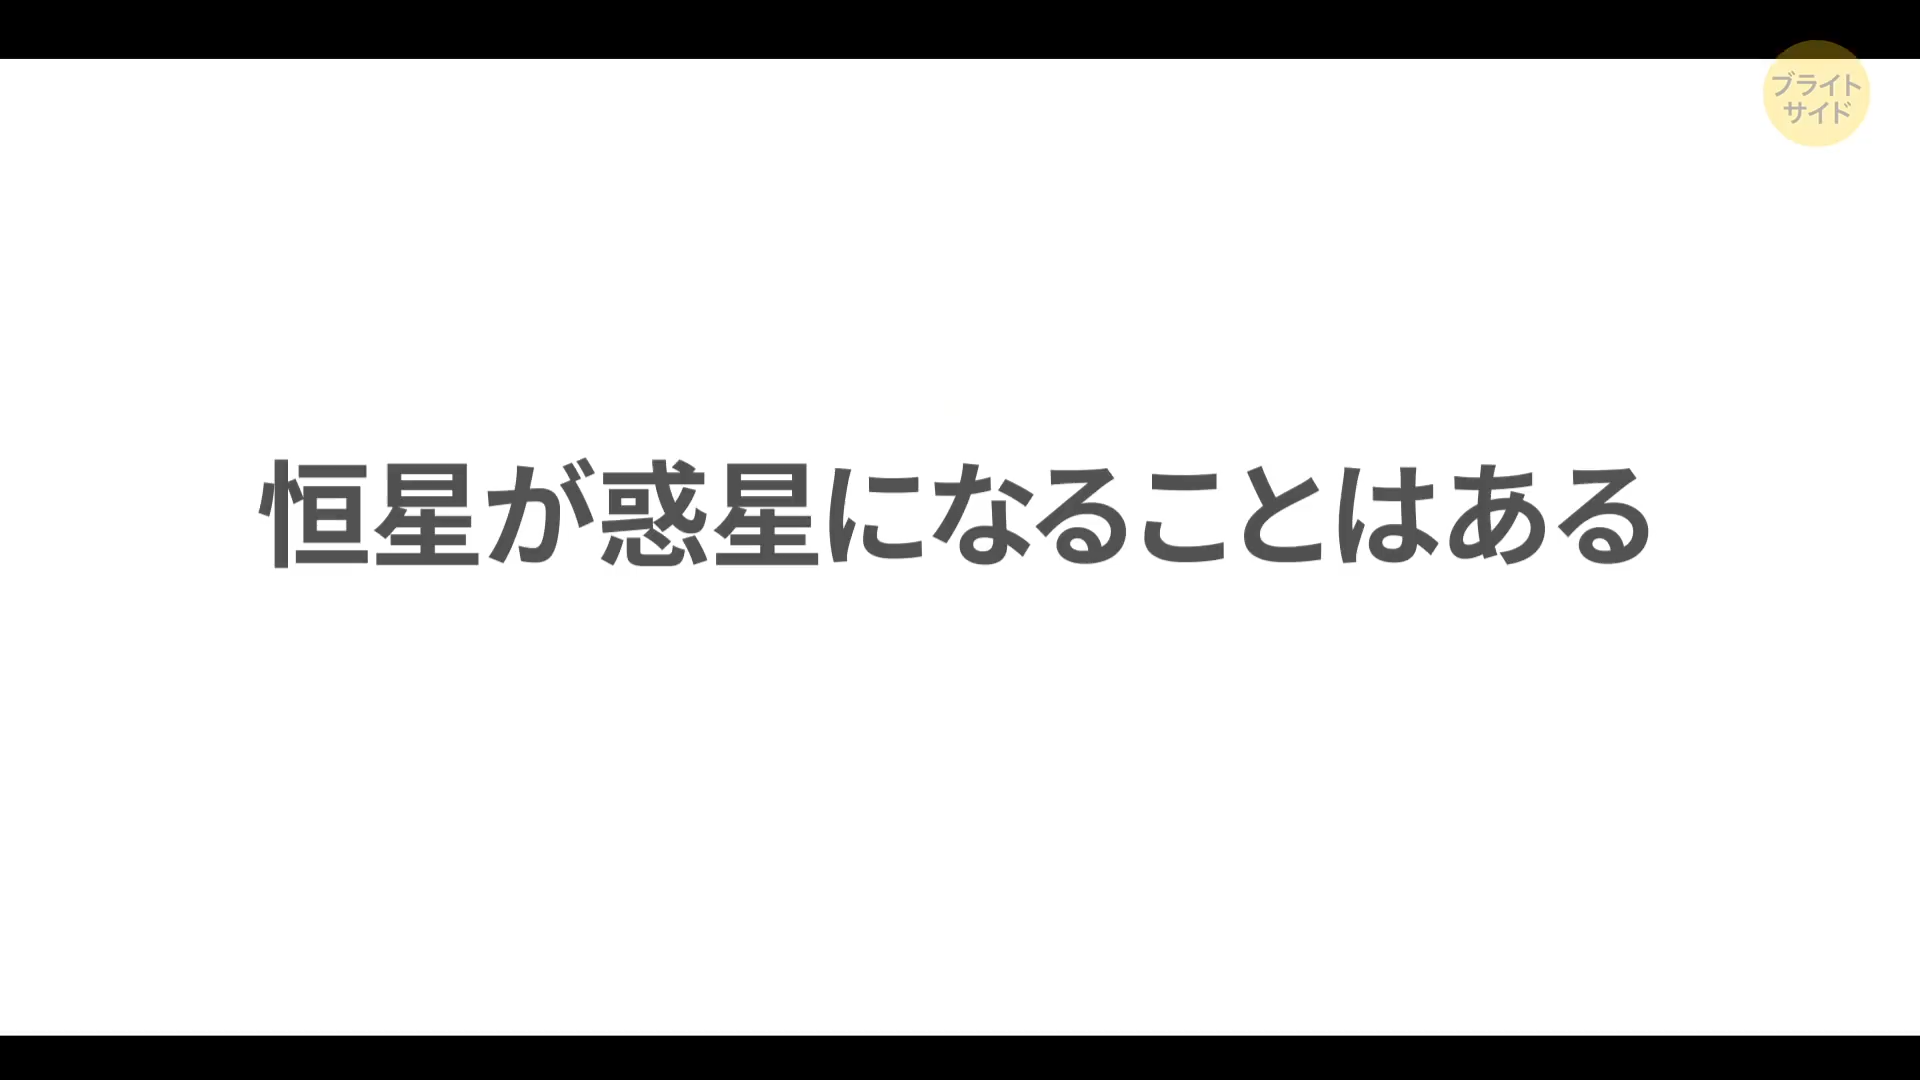 ブライト
サイド
恒星が惑星になることはある